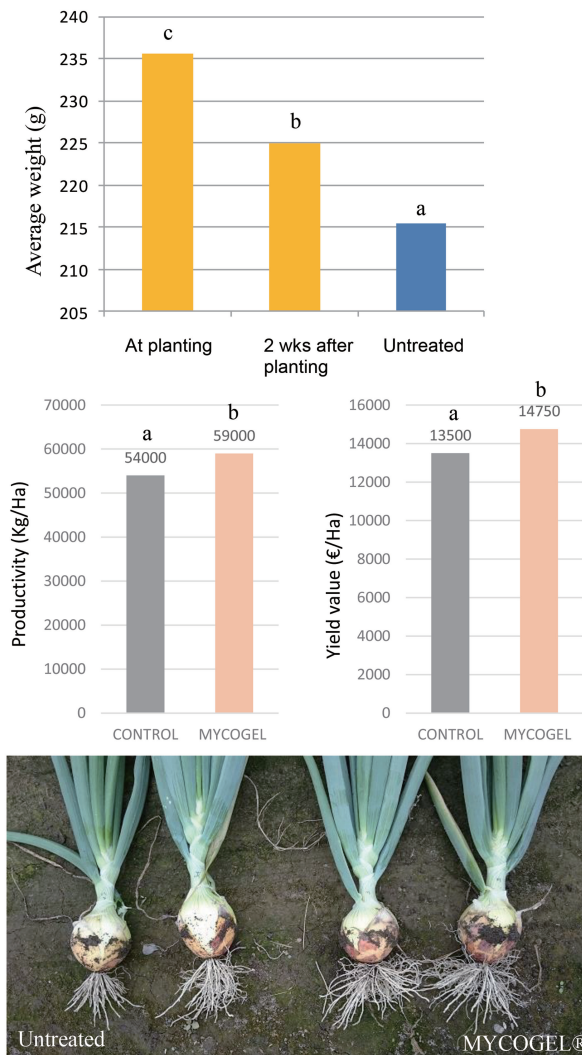 Average weight (g)
240
235
230
225
220
215
210
205
c
b
a
At planting
2 wks after
planting
Untreated
Productivity (Kg/Ha)
70000
60000
50000
40000
30000
20000
10000
0
a
54000
b
59000
CONTROL
MYCOGEL
Yield value (€/Ha)
16000
14000
12000
10000
8000
6000
4000
2000
0
a
13500
b
14750
CONTROL
MYCOGEL
Untreated
MYCOGEL®